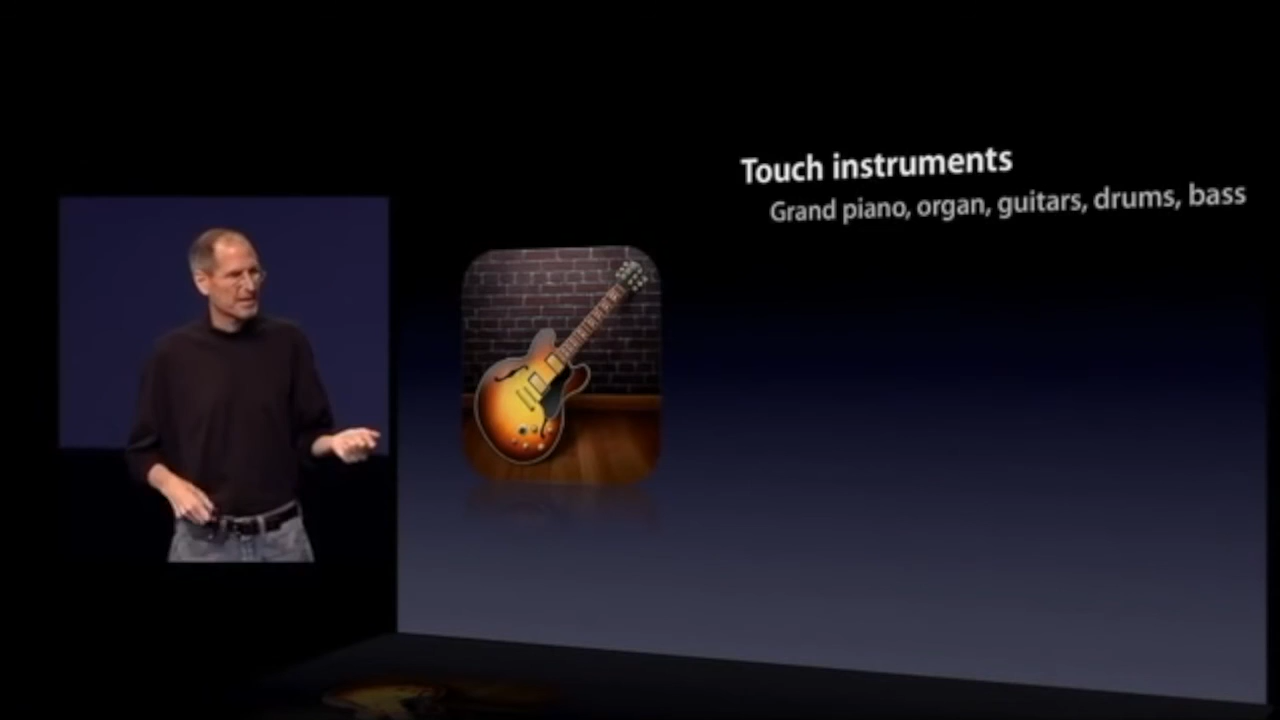 Touch instruments
Grand piano, organ, guitars, drums, bass